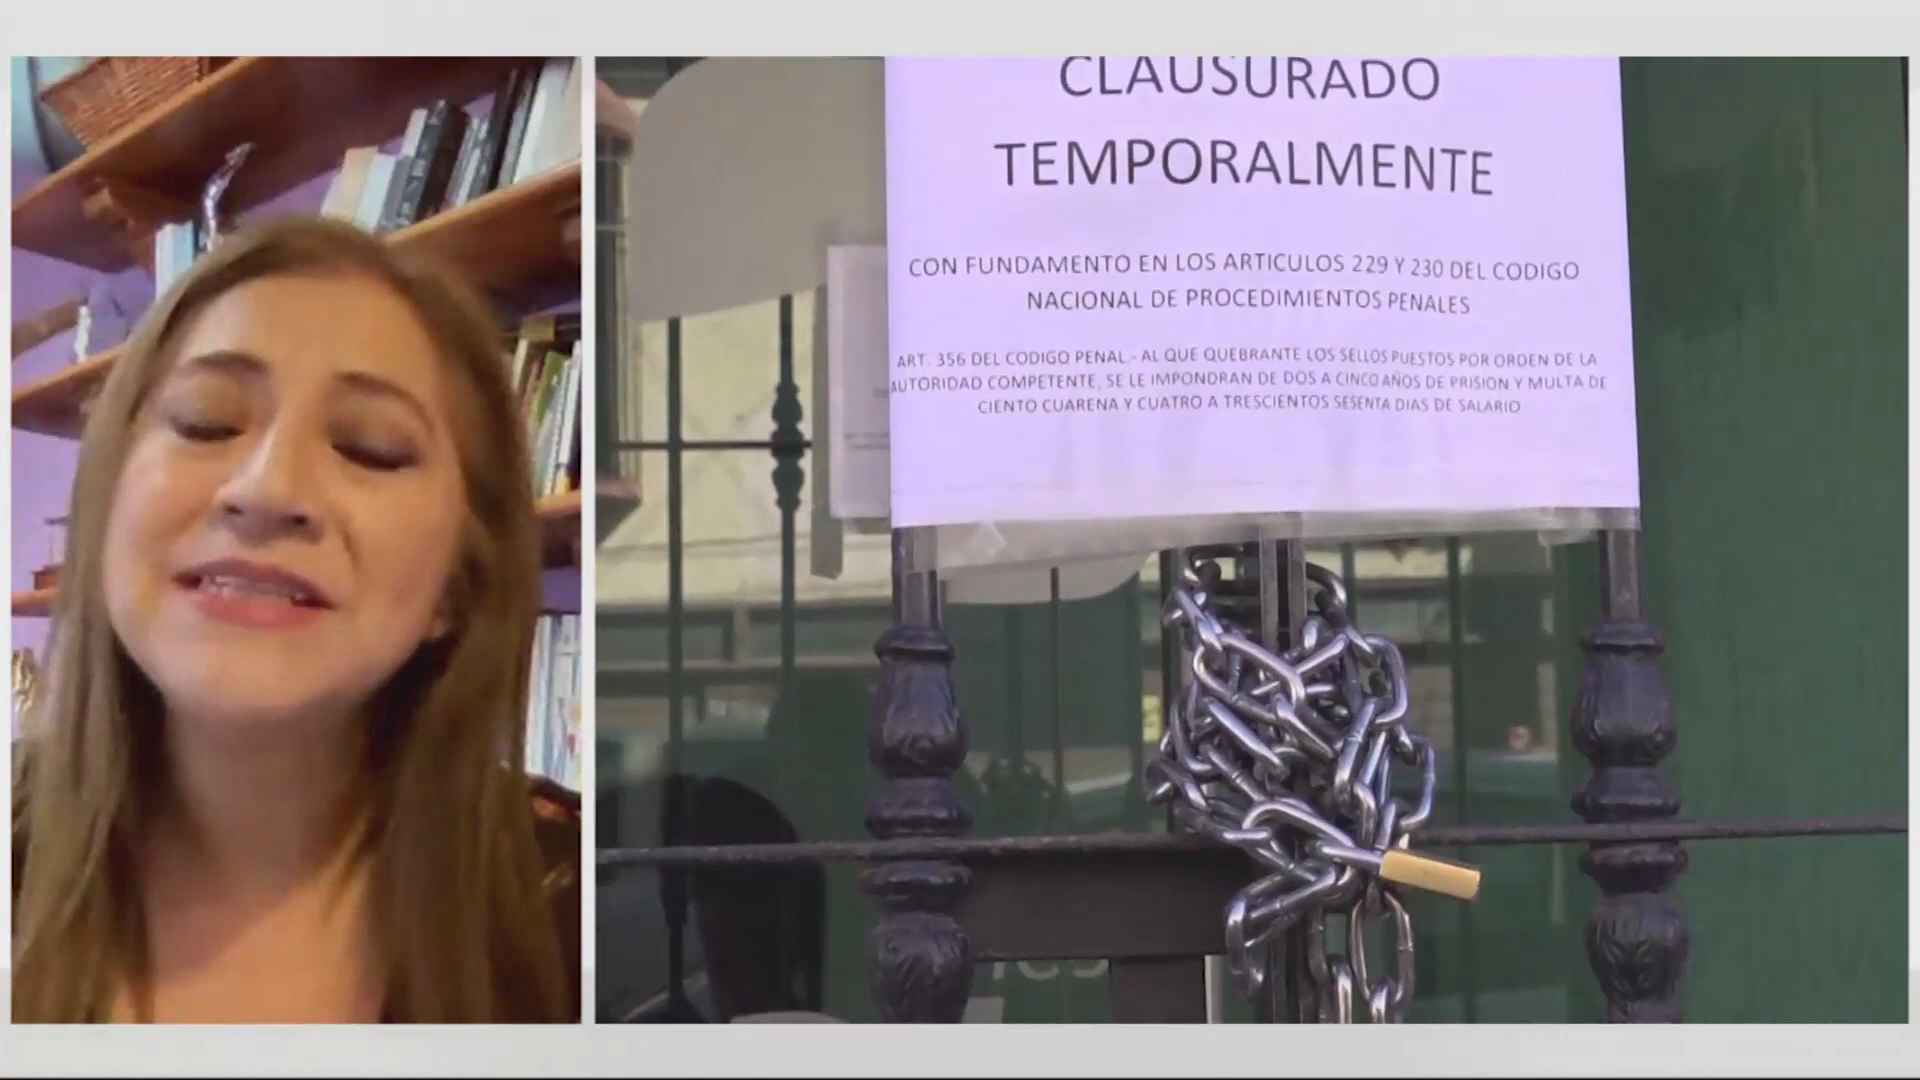 CLAUSURADO
TEMPORALMENTE
CON FUNDAMENTO EN LOS ARTICULOS 229 Y 230 DEL CODIGO
NACIONAL DE PROCEDIMIENTOS PENALES
ART. 356 DEL CODIGO PENAL - AL QUE QUEBRANTE LOS SELLOS PUESTOS POR ORDEN DE LA
AUTORIDAD COMPETENTE, SE LE IMPONDRAN DE DOS A CINCO AÑOS DE PRISION Y MULTA DE
CIENTO CUARENA Y CUATRO A TRESCIENTOS SESENTA DIAS DE SALARIO